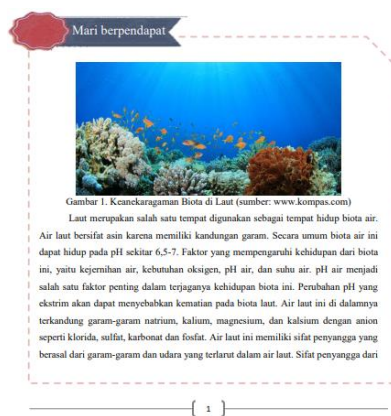 Mari berpendapat
Gambar 1. Keanekaragaman Biota di Laut (sumber: www.kompas.com)
Laut merupakan salah satu tempat digunakan sebagai tempat hidup biota air.
Air laut bersifat asin karena memiliki kandungan garam. Secara umum biota air ini
dapat hidup pada pH sekitar 6,5-7. Faktor yang mempengaruhi kehidupan dari biota
ini, yaitu kejernihan air, kebutuhan oksigen, pH air, dan suhu air. pH air menjadi
salah satu faktor penting dalam terjaganya kehidupan biota ini. Perubahan pH yang
ekstrim akan dapat menyebabkan kematian pada biota laut. Air laut ini di dalamnya
terkandung garam-garam natrium, kalium, magnesium, dan kalsium dengan anion
seperti klorida, sulfat, karbonat dan fosfat. Air laut ini memiliki sifat penyangga yang
berasal dari garam-garam dan udara yang terlarut dalam air laut. Sifat penyangga dari
1